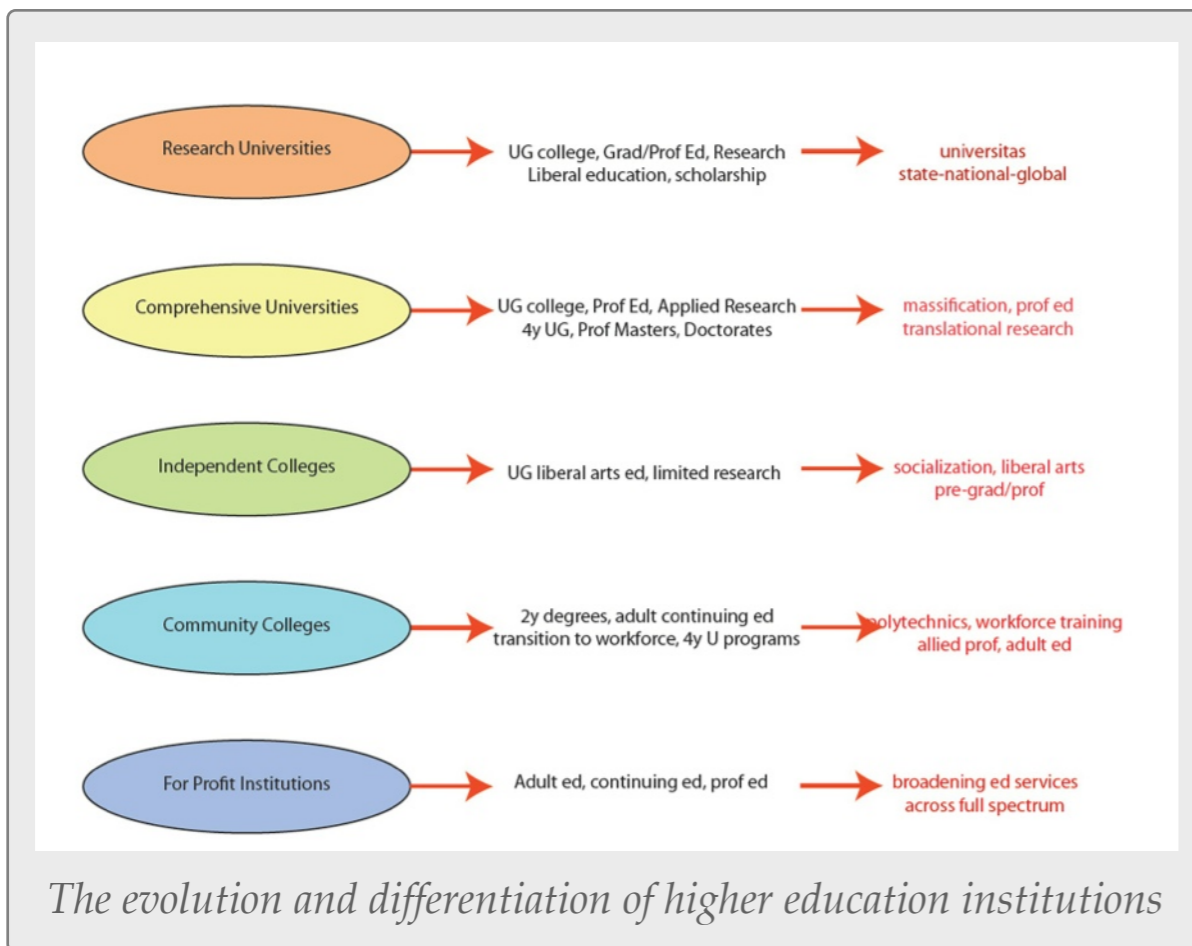 Research Universities
UG college, Grad/Prof Ed, Research
Liberal education, scholarship
universitas
state-national-global
Comprehensive Universities
UG college, Prof Ed, Applied Research
4y UG, Prof Masters, Doctorates
massification, prof ed
translational research
Independent Colleges
UG liberal arts ed, limited research
socialization, liberal arts
pre-grad/prof
Community Colleges
2y degrees, adult continuing ed
transition to workforce, 4y U programs
polytechnics, workforce training
allied prof, adult ed
For Profit Institutions
Adult ed, continuing ed, prof ed
broadening ed services
across full spectrum
The evolution and differentiation of higher education institutions